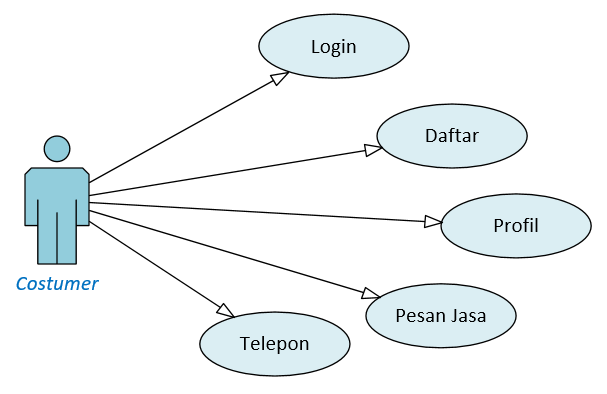 Login
Daftar
Profil
Costumer
Pesan Jasa
Telepon